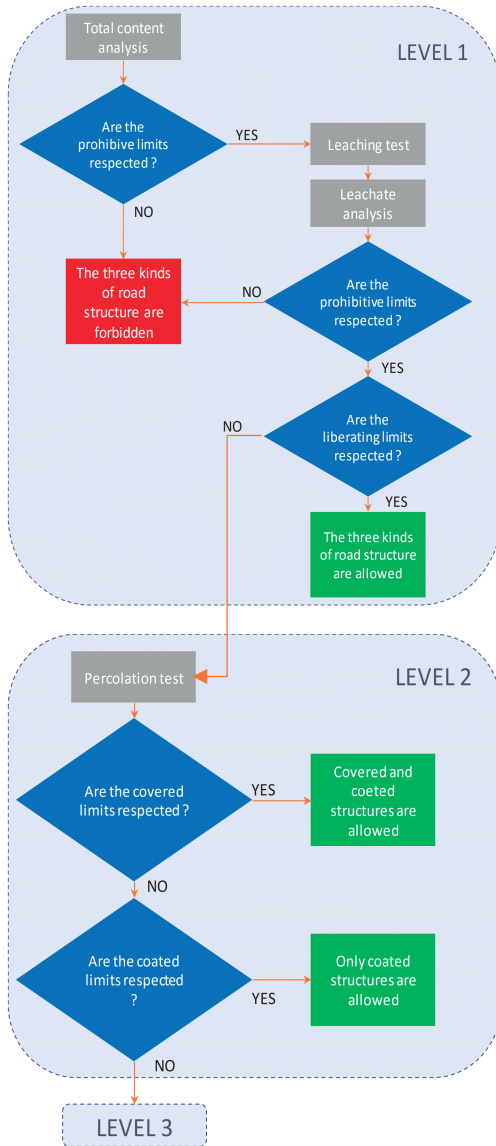 LEVEL 1
Total content
analysis
Are the
prohibive limits
respected ?
YES
Leaching test
Leachate
analysis
NO
The three kinds
of road
structure are
forbidden
NO
Are the
prohibitive limits
respected ?
YES
Are the
liberating limits
respected ?
NO
YES
The three kinds
of road structure
are allowed
LEVEL 2
Percolation test
Are the covered
limits respected ?
YES
Covered and
coeted
structures are
allowed
NO
Are the coated
limits respected
?
YES
Only coated
structures are
allowed
NO
LEVEL 3